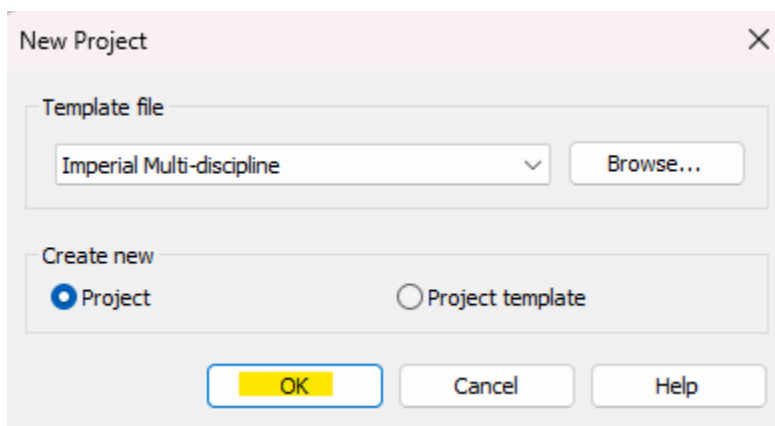 New Project
Template file
Imperial Multi-discipline Browse...
Create new
Project Project template
OK Cancel Help